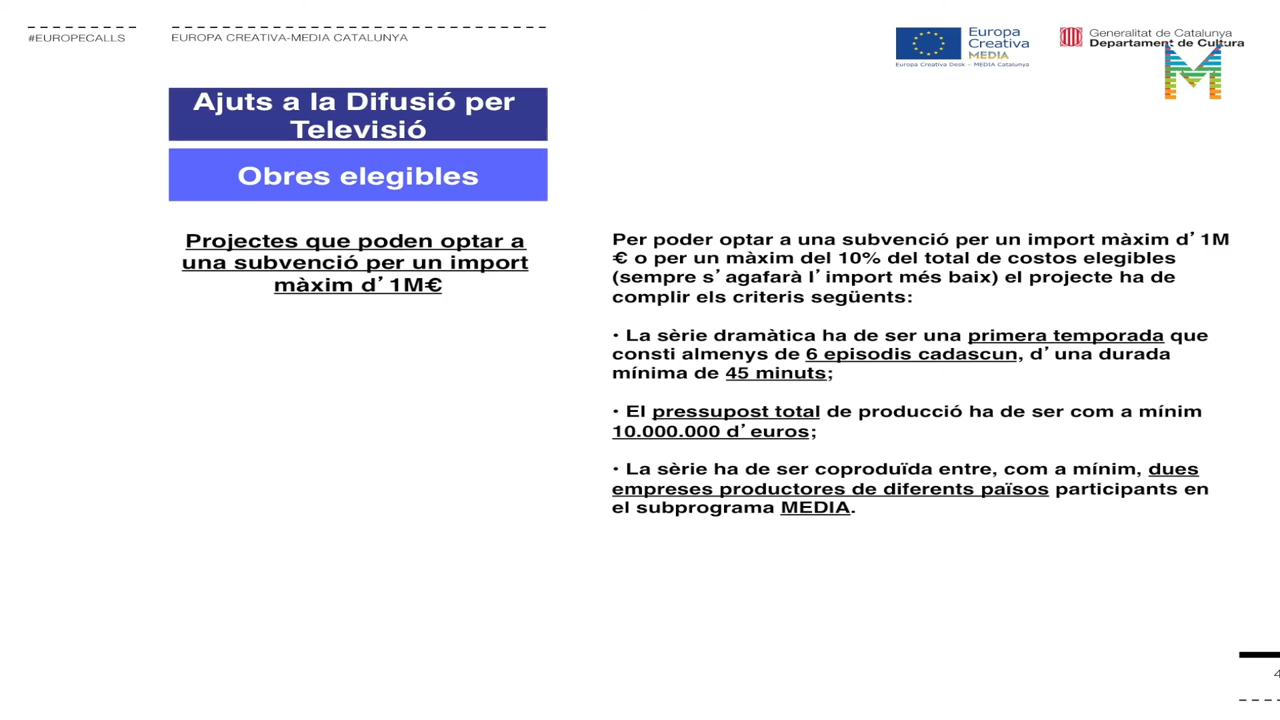 #EUROPECALLS
EUROPA CREATIVA-MEDIA CATALUNYA
Europa
Creativa
MEDIA
Europa Creativa Desk – MEDIA Catalunya
Generalitat de Catalunya
Departament de Cultura
M
Ajuts a la Difusió per
Televisió
Obres elegibles
Projectes que poden optar a
una subvenció per un import
màxim d’1M€
Per poder optar a una subvenció per un import màxim d’1M
€ o per un màxim del 10% del total de costos elegibles
(sempre s’agafarà l’import més baix) el projecte ha de
complir els criteris següents:
• La sèrie dramàtica ha de ser una primera temporada que
consti almenys de 6 episodis cadascun, d’una durada
mínima de 45 minuts;
• El pressupost total de producció ha de ser com a mínim
10.000.000 d’euros;
• La sèrie ha de ser coproduïda entre, com a mínim, dues
empreses productores de diferents països participants en
el subprograma MEDIA.
4